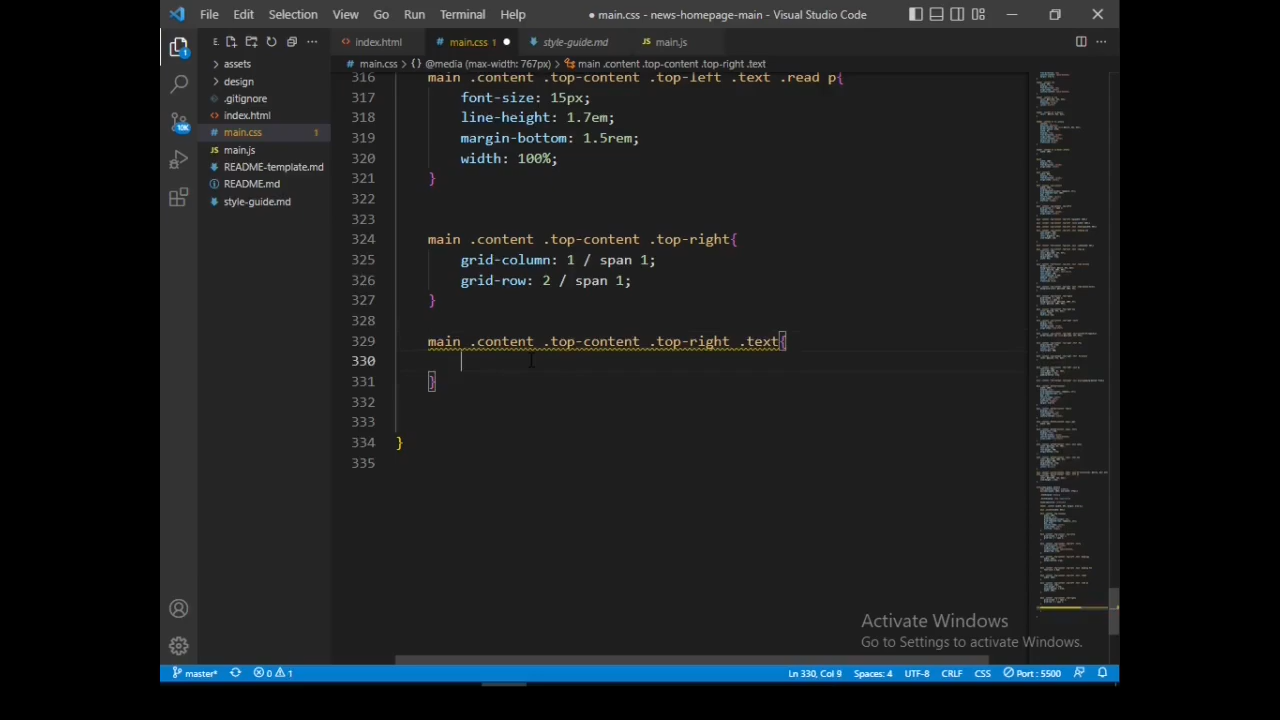 File Edit Selection View Go Run Terminal Help
● main.css - news-homepage-main - Visual Studio Code
E.
index.html
main.css 1
style-guide.md
main.js
main.css > {} @media (max-width: 767px) > main .content .top-content .top-right .text
1
assets
design
.gitignore
index.html
main.css 1
main.js
README-template.md
README.md
style-guide.md
10K
316 main .content .top-content .top-left .text .read p{
317 font-size: 15px;
318 line-height: 1.7em;
319 margin-bottom: 1.5rem;
320 width: 100%;
321 }
322
323
324 main .content .top-content .top-right{
325 grid-column: 1 / span 1;
326 grid-row: 2 / span 1;
327 }
328
329 main .content .top-content .top-right .text{
330
331 }
332
333
334 }
335
Activate Windows
Go to Settings to activate Windows.
master* 0 1 Ln 330, Col 9 Spaces: 4 UTF-8 CRLF CSS Port : 5500